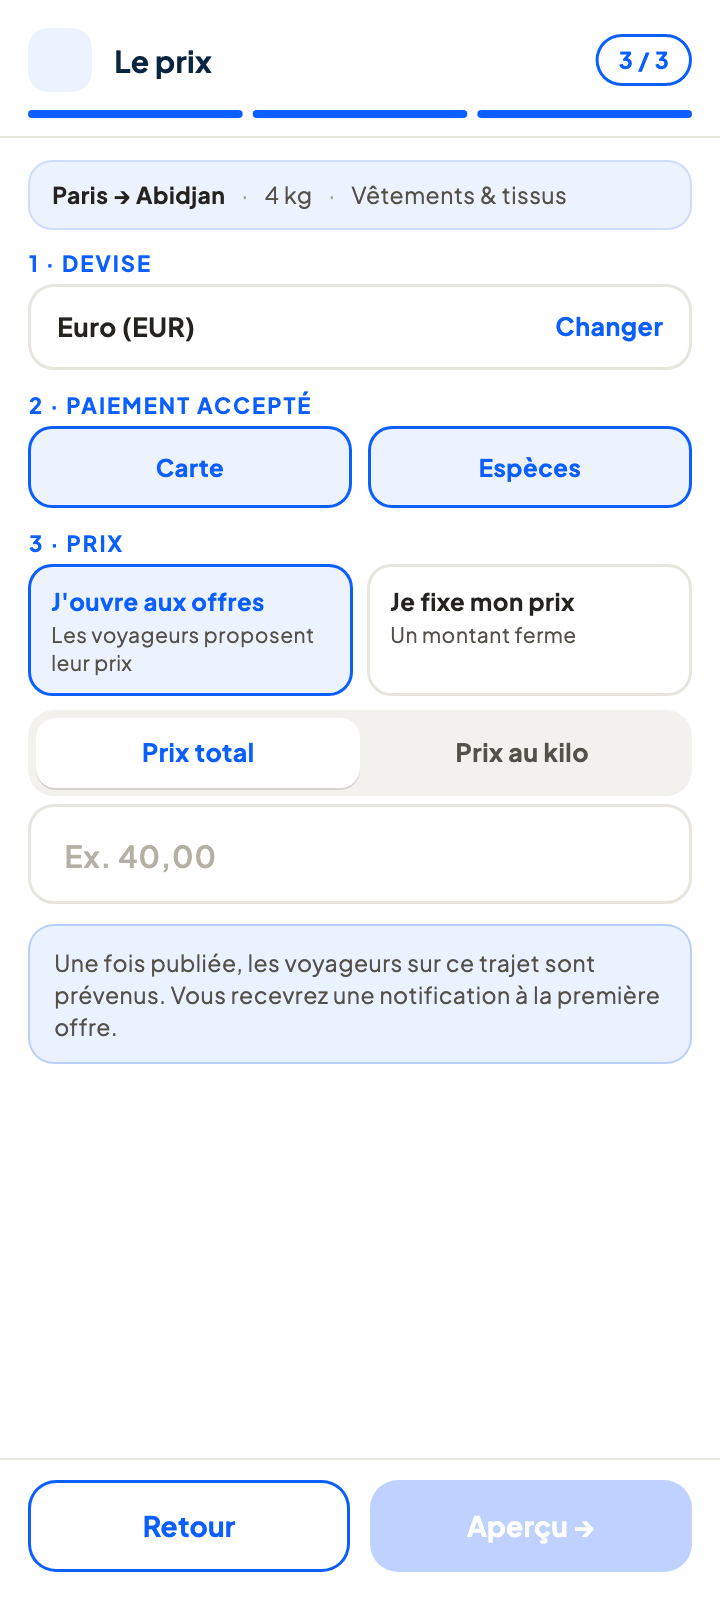 Le prix
3 / 3
Paris → Abidjan · 4 kg · Vêtements & tissus
1 · DEVISE
Euro (EUR)
Changer
2 · PAIEMENT ACCEPTÉ
Carte
Espèces
3 · PRIX
J'ouvre aux offres
Les voyageurs proposent
leur prix
Je fixe mon prix
Un montant ferme
Prix total
Prix au kilo
Ex. 40,00
Une fois publiée, les voyageurs sur ce trajet sont
prévenus. Vous recevrez une notification à la première
offre.
Retour
Aperçu →